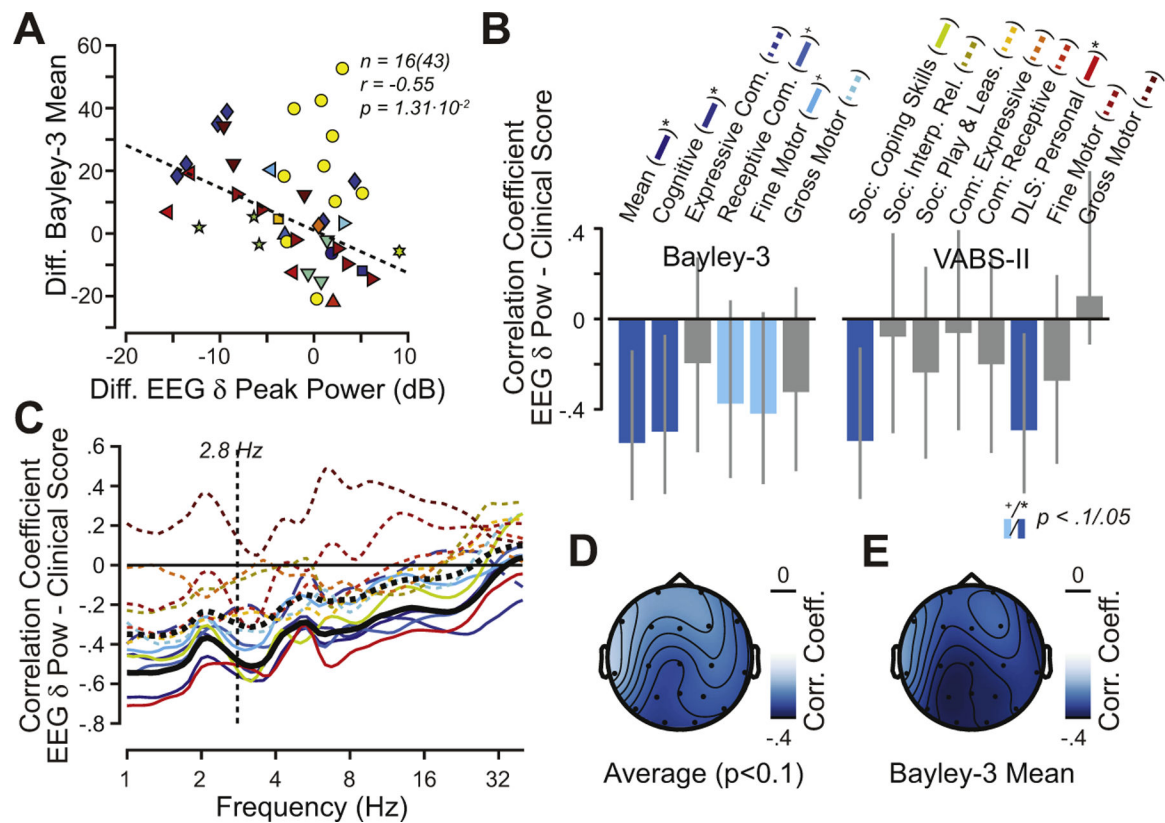 A
60
40
20
0
-20
Diff. Bayley-3 Mean
n = 16(43)
r = -0.55
p = 1.31·10-2
-20
-10
0
10
Diff. EEG δ Peak Power (dB)
B
Correlation Coefficient
EEG δ Pow - Clinical Score
.4
0
-.4
Mean ( )*
Cognitive ( )*
Expressive Com. ( )
Receptive Com. ( )+
Fine Motor ( )+
Gross Motor ( )
Bayley-3
Soc: Coping Skills ( )
Soc: Interp. Rel. ( )
Soc: Play & Leas. ( )
Com: Expressive ( )
Com: Receptive ( )
DLS: Personal ( )*
Fine Motor ( )
Gross Motor ( )
VABS-II
+/*
/
p < .1/.05
C
Correlation Coefficient
EEG δ Pow - Clinical Score
.6
.4
.2
0
-.2
-.4
-.6
-.8
2.8 Hz
1
2
4
8
16
32
Frequency (Hz)
D
0
Corr. Coeff.
-.4
Average (p<0.1)
E
0
Corr. Coeff.
-.4
Bayley-3 Mean